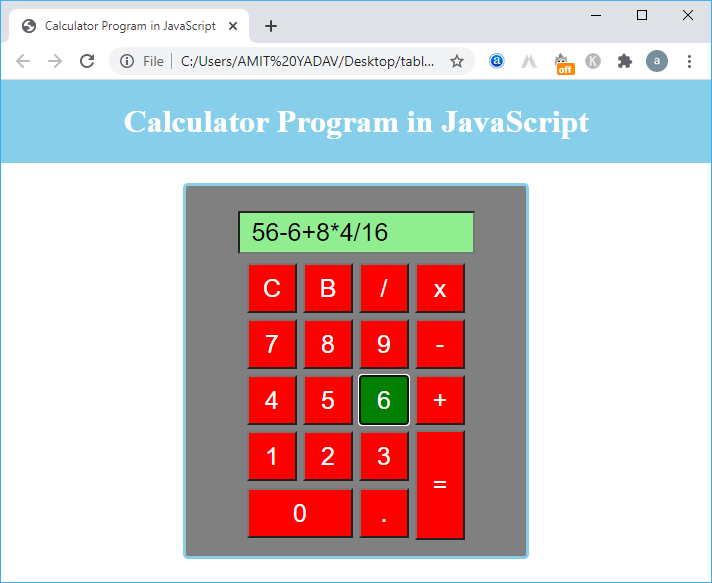 Calculator Program in JavaScript
File | C:/Users/AMIT%20YADAV/Desktop/tabl...
a
off
K
a
Calculator Program in JavaScript
56-6+8*4/16
C B / x
7 8 9 -
4 5 6 +
1 2 3
=
0 .